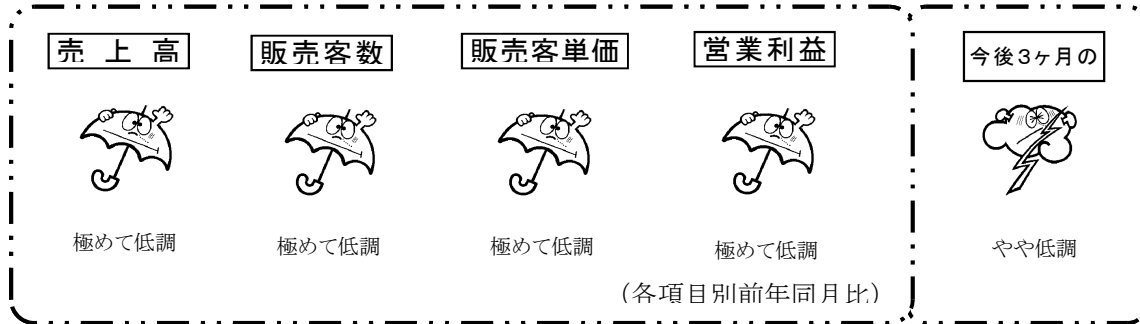 売上高 販売客数 販売客単価 営業利益 今後3ヶ月の
極めて低調 極めて低調 極めて低調 極めて低調 やや低調
（各項目別前年同月比）